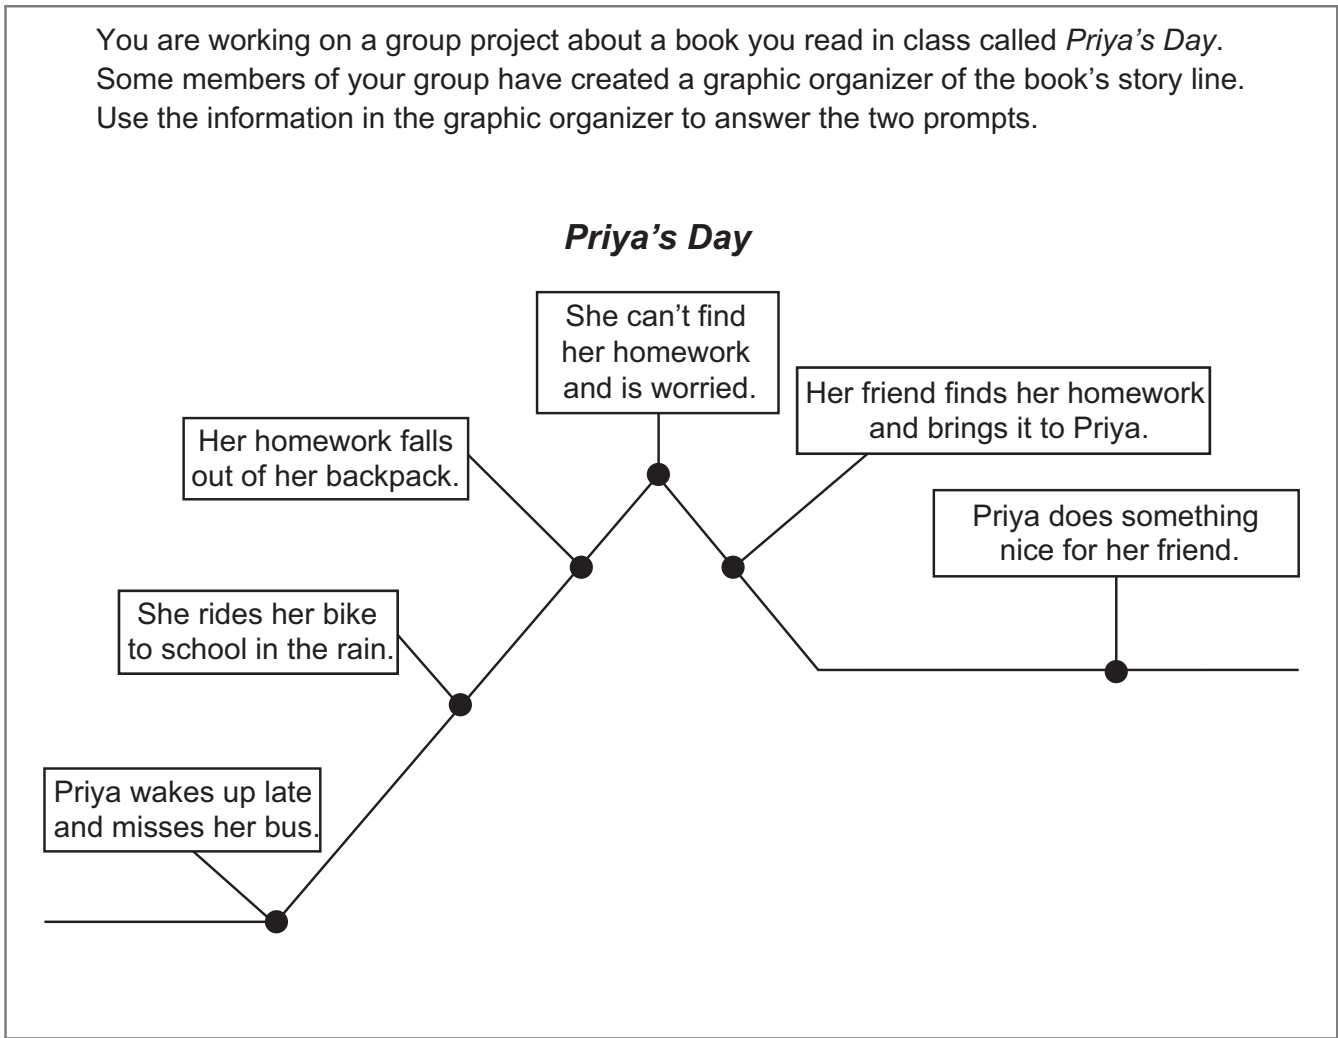 You are working on a group project about a book you read in class called Priya’s Day.
Some members of your group have created a graphic organizer of the book’s story line.
Use the information in the graphic organizer to answer the two prompts.
Priya’s Day
She can’t find
her homework
and is worried.
Her friend finds her homework
and brings it to Priya.
Her homework falls
out of her backpack.
Priya does something
nice for her friend.
She rides her bike
to school in the rain.
Priya wakes up late
and misses her bus.